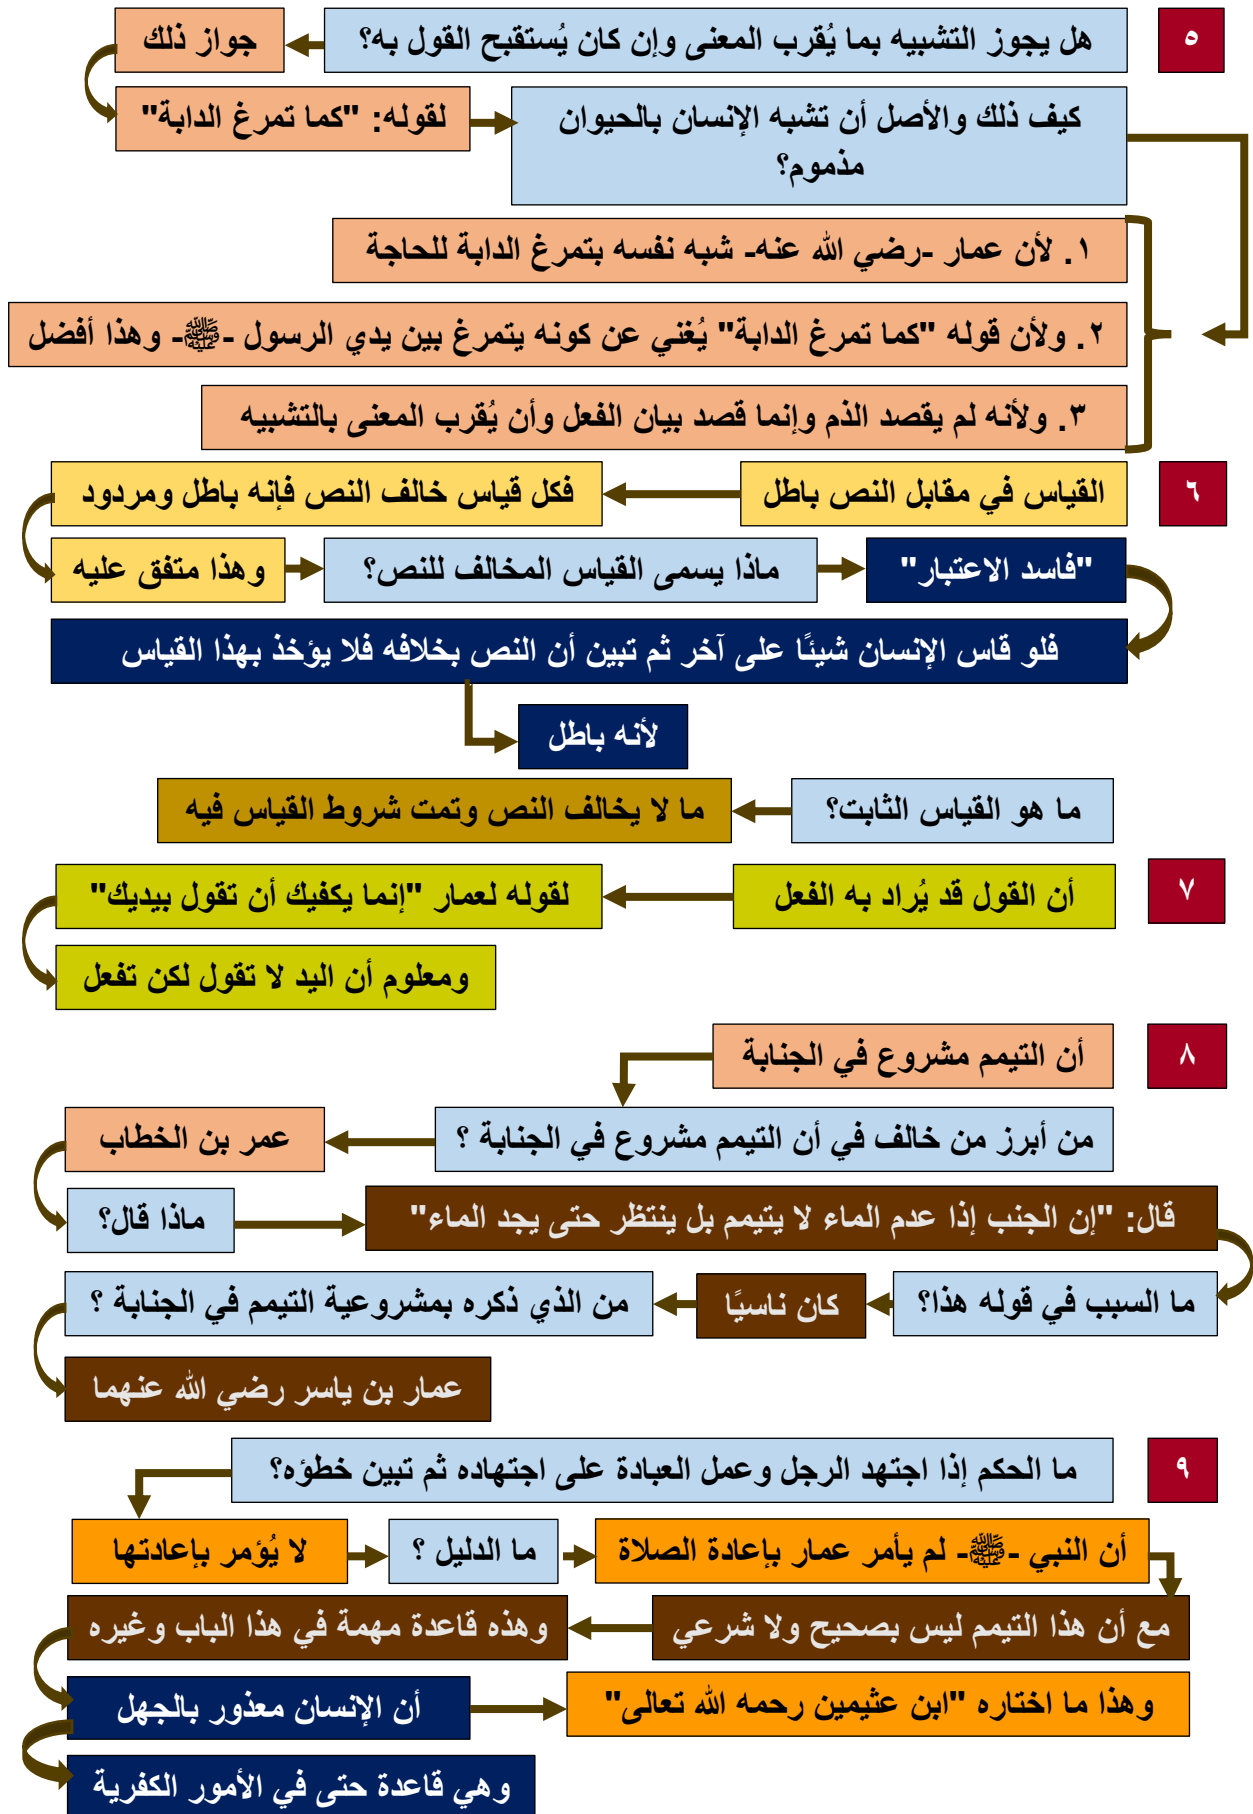 ٥
هل يجوز التشبيه بما يُقرب المعنى وإن كان يُستقبح القول به؟
جواز ذلك
لقوله: "كما تمرغ الدابة"
كيف ذلك والأصل أن تشبه الإنسان بالحيوان
مذموم؟
١. لأن عمار -رضي الله عنه- شبه نفسه بتمرغ الدابة للحاجة
٢. ولأن قوله "كما تمرغ الدابة" يُغني عن كونه يتمرغ بين يدي الرسول -ﷺ- وهذا أفضل
٣. ولأنه لم يقصد الذم وإنما قصد بيان الفعل وأن يُقرب المعنى بالتشبيه
٦
القياس في مقابل النص باطل
فكل قياس خالف النص فإنه باطل ومردود
وهذا متفق عليه
ماذا يسمى القياس المخالف للنص؟
"فاسد الاعتبار"
فلو قاس الإنسان شيئًا على آخر ثم تبين أن النص بخلافه فلا يؤخذ بهذا القياس
لأنه باطل
ما هو القياس الثابت؟
ما لا يخالف النص وتمت شروط القياس فيه
٧
أن القول قد يُراد به الفعل
لقوله لعمار "إنما يكفيك أن تقول بيديك"
ومعلوم أن اليد لا تقول لكن تفعل
٨
أن التيمم مشروع في الجنابة
من أبرز من خالف في أن التيمم مشروع في الجنابة ؟
عمر بن الخطاب
ماذا قال؟
قال: "إن الجنب إذا عدم الماء لا يتيمم بل ينتظر حتى يجد الماء"
ما السبب في قوله هذا؟
كان ناسيًا
من الذي ذكره بمشروعية التيمم في الجنابة ؟
عمار بن ياسر رضي الله عنهما
٩
ما الحكم إذا اجتهد الرجل وعمل العبادة على اجتهاده ثم تبين خطؤه؟
لا يُؤمر بإعادتها
ما الدليل ؟
أن النبي -ﷺ- لم يأمر عمار بإعادة الصلاة
مع أن هذا التيمم ليس بصحيح ولا شرعي
وهذه قاعدة مهمة في هذا الباب وغيره
أن الإنسان معذور بالجهل
وهذا ما اختاره "ابن عثيمين رحمه الله تعالى"
وهي قاعدة حتى في الأمور الكفرية